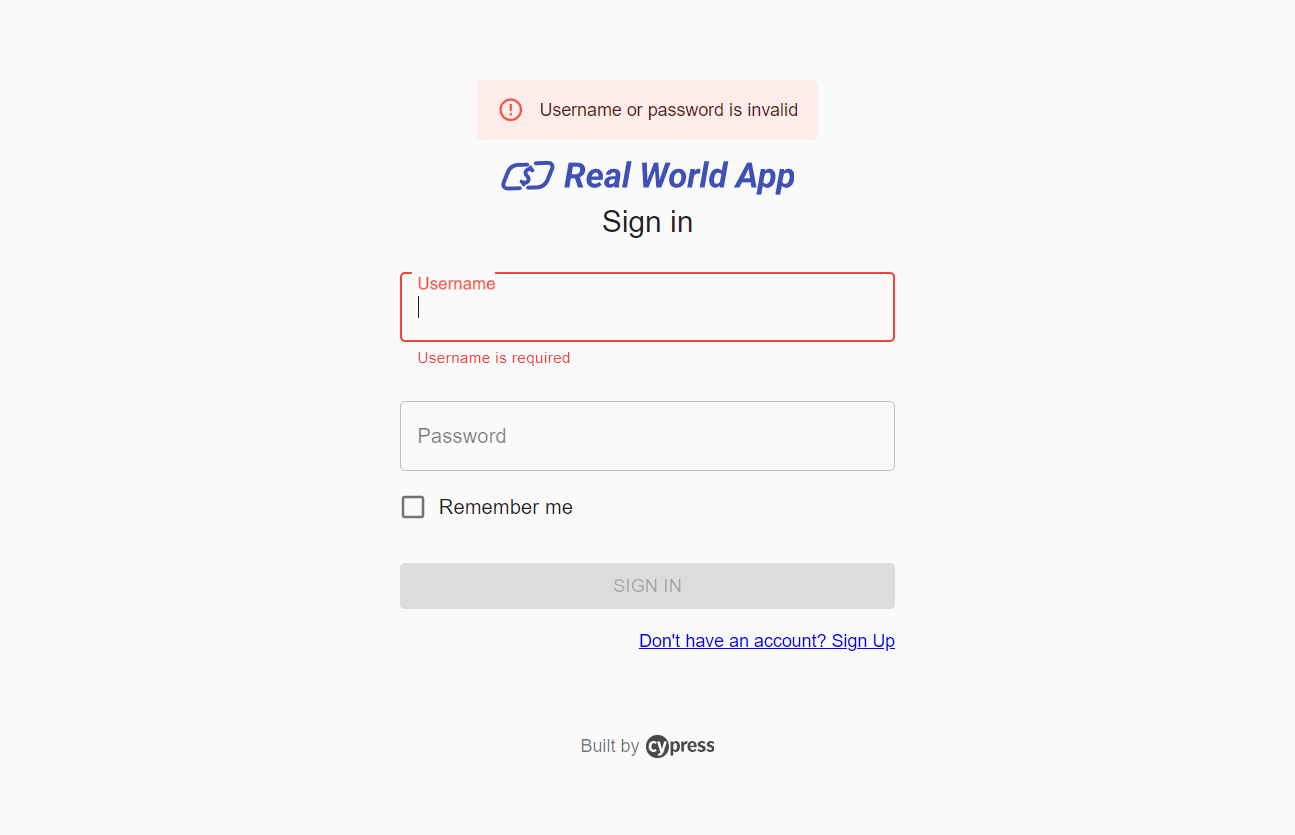 Username or password is invalid
Real World App
Sign in
Username
Username is required
Password
Remember me
SIGN IN
Don't have an account? Sign Up
Built by cypress